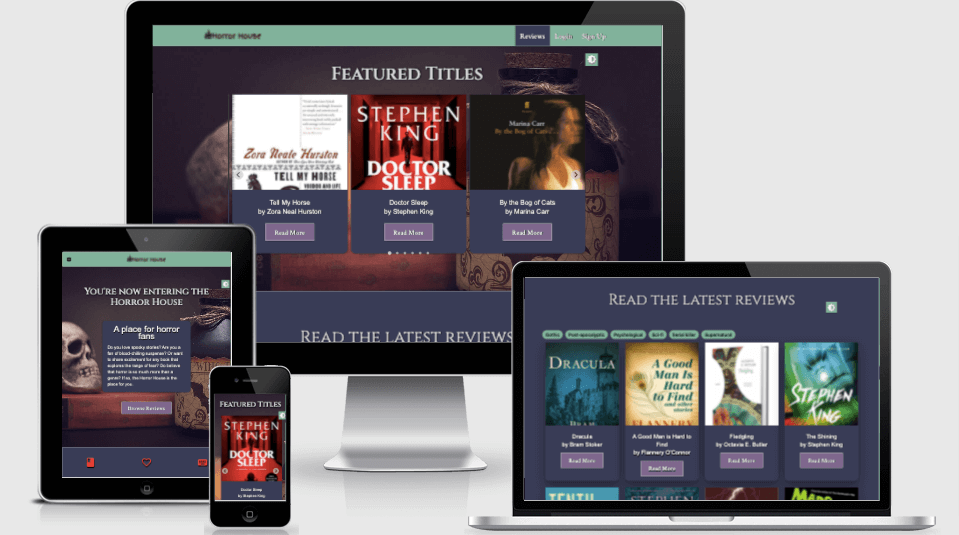 Horror House
Reviews Login Sign Up
Featured Titles
Zora Neale Hurston
TELL MY HORSE
VOODOO AND LIFE
STEPHEN KING
DOCTOR SLEEP
Marina Carr
By the Bog of Cats
Tell My Horse
by Zora Neal Hurston
Read More
Doctor Sleep
by Stephen King
Read More
By the Bog of Cats
by Marina Carr
Read More
Read the latest reviews
Horror House
You're now entering the
Horror House
A place for horror
fans
Do you love spooky stories? Are you a
fan of blood-chilling suspense? Or want
to share excitement for any book that
explores the reign of fear? Do believe
that horror is so much more than a
genre? If so, the Horror House is the
place for you.
Browse Reviews
Featured Titles
STEPHEN
KING
DOCTOR
SLEEP
Doctor Sleep
by Stephen King
Read the latest reviews
Gothic Post-apocalyptic Psychological Sci-fi Serial killer Supernatural
DRACULA
BRAM
A Good
Man Is
Hard
to Find
and other
stories
FLANNERY
STEPHEN
KING
Dracula
by Bram Stoker
Read More
A Good Man is Hard to
Find
by Flannery O'Connor
Read More
Fledgling
by Octavia E. Butler
Read More
The Shining
by Stephen King
Read More
STEPHEN